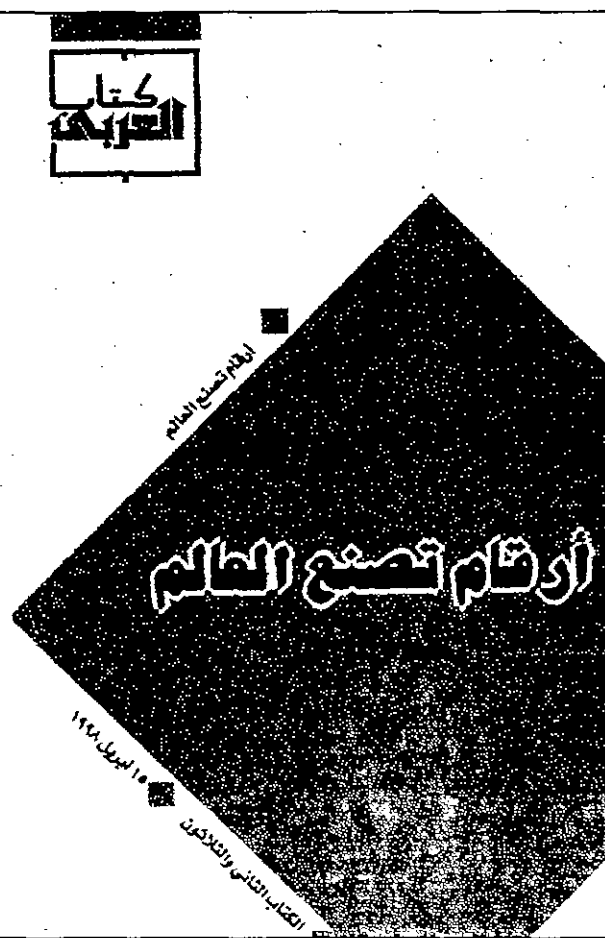 كتاب
العربي
أرقام تصنع العالم
أرقام تصنع العالم
١٥ ابريل ١٩٩٨
الكتاب الثاني والثلاثون